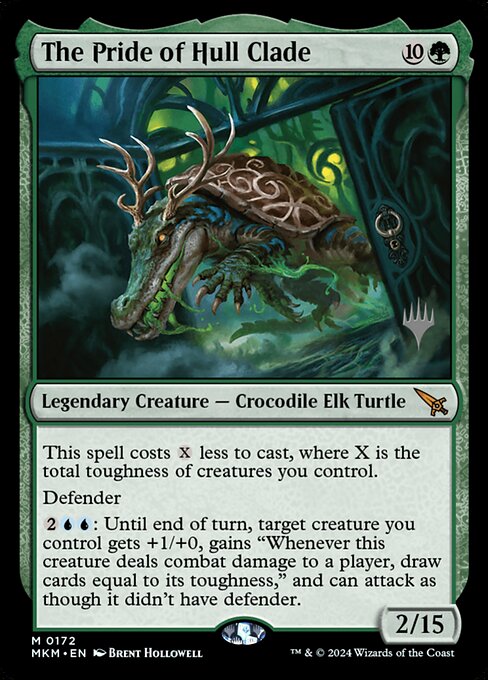 The Pride of Hull Clade 10
Legendary Creature — Crocodile Elk Turtle
This spell costs X less to cast, where X is the
total toughness of creatures you control.
Defender
2: Until end of turn, target creature you
control gets +1/+0, gains “Whenever this
creature deals combat damage to a player, draw
cards equal to its toughness,” and can attack as
though it didn’t have defender.
2/15
M 0172
MKM • EN Brent Hollowell
™ & © 2024 Wizards of the Coast